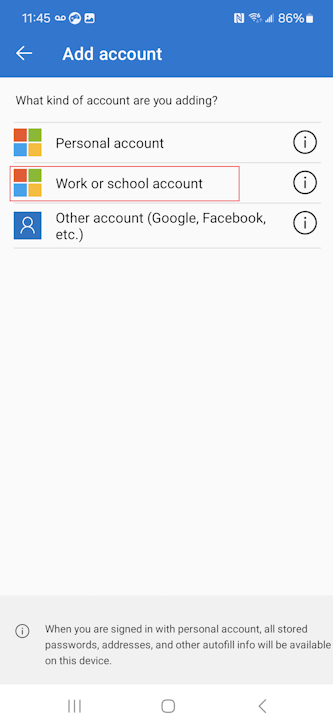 11:45 86%
Add account
What kind of account are you adding?
Personal account
Work or school account
Other account (Google, Facebook,
etc.)
When you are signed in with personal account, all stored
passwords, addresses, and other autofill info will be available
on this device.